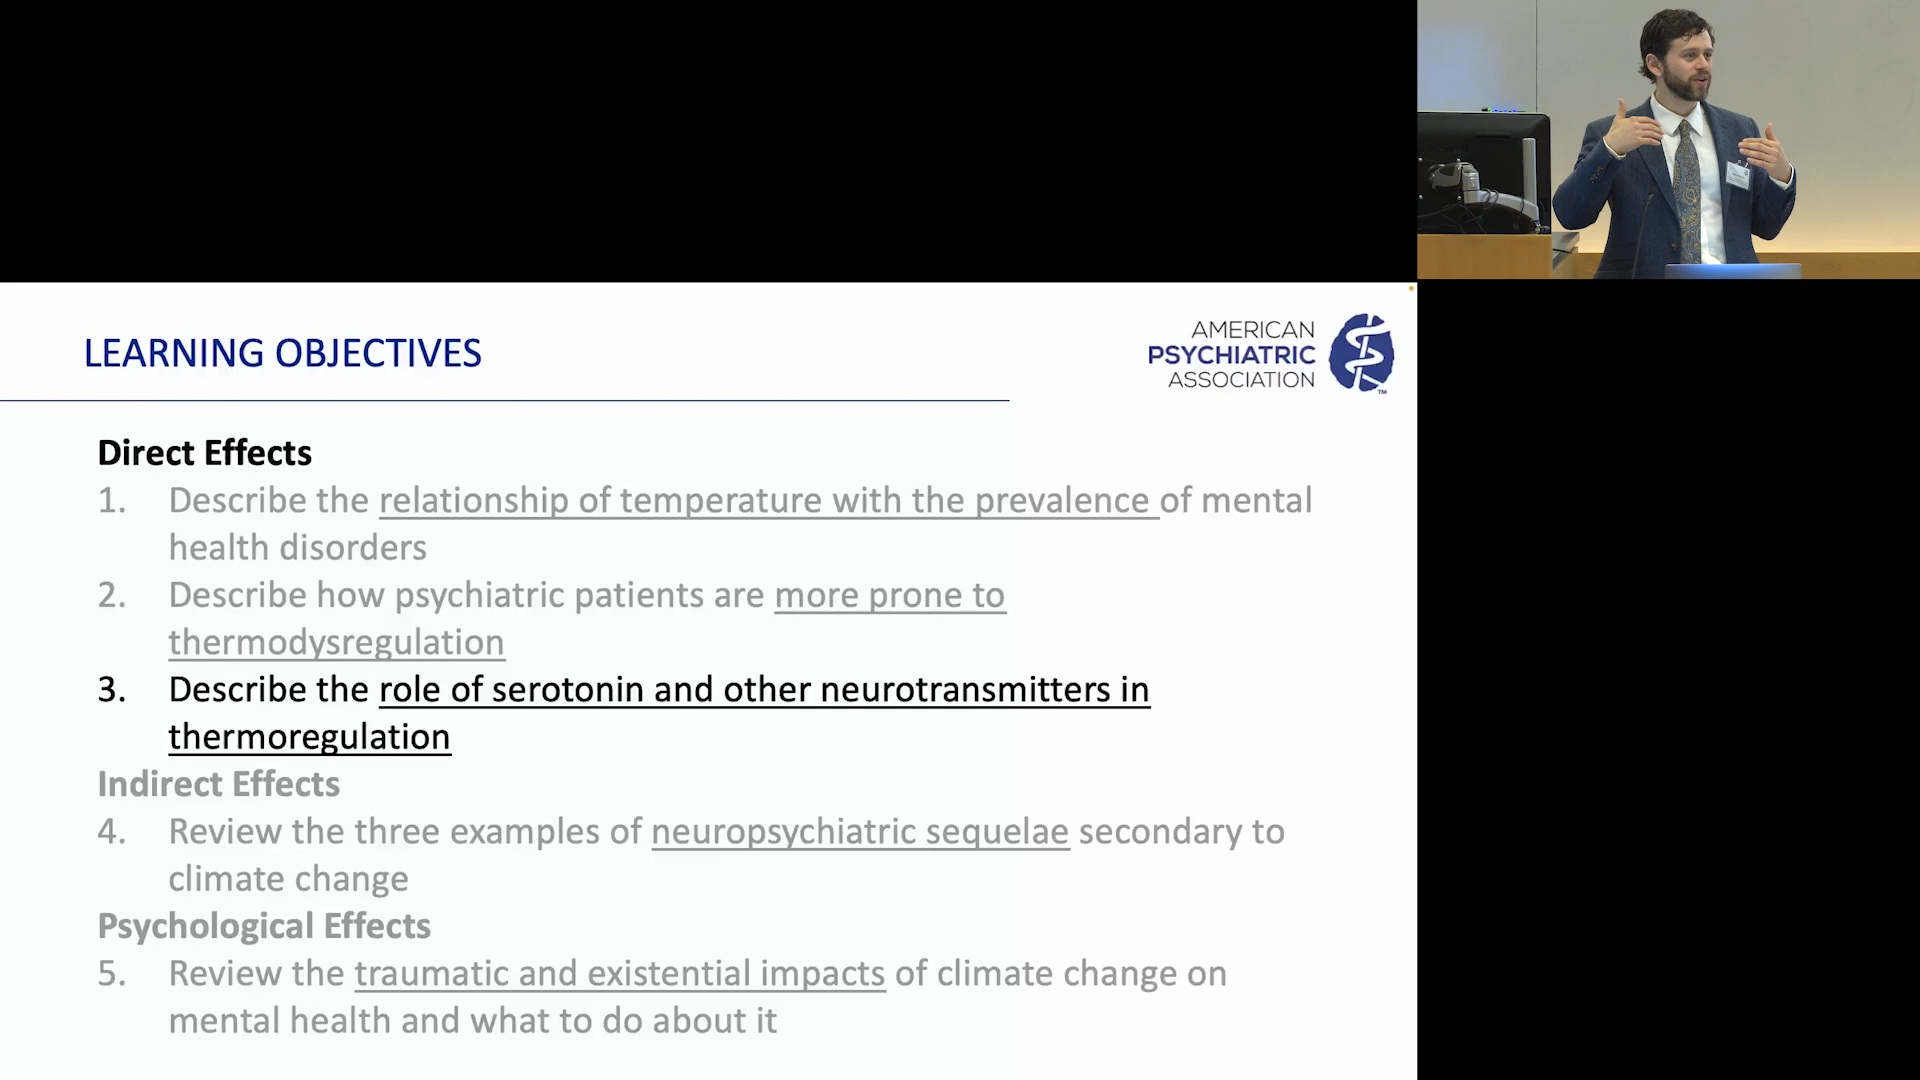 LEARNING OBJECTIVES
AMERICAN
PSYCHIATRIC
ASSOCIATION
TM
Direct Effects
1. Describe the relationship of temperature with the prevalence of mental
health disorders
2. Describe how psychiatric patients are more prone to
thermodysregulation
3. Describe the role of serotonin and other neurotransmitters in
thermoregulation
Indirect Effects
4. Review the three examples of neuropsychiatric sequelae secondary to
climate change
Psychological Effects
5. Review the traumatic and existential impacts of climate change on
mental health and what to do about it